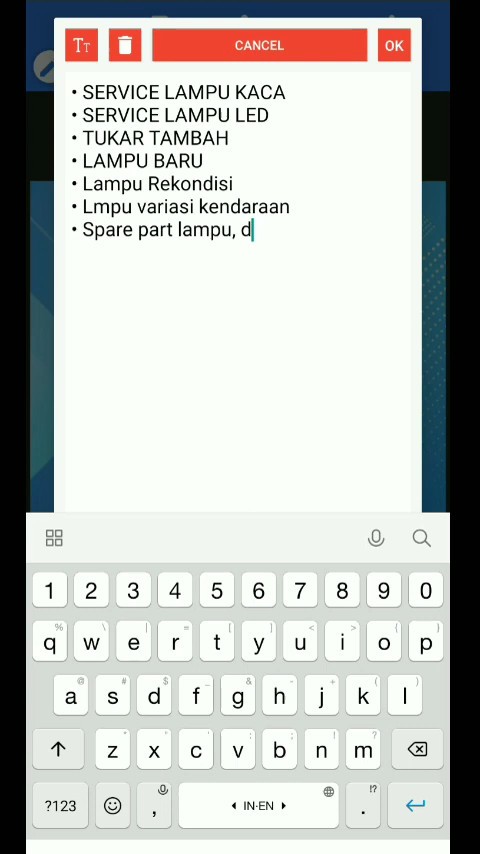 TT
CANCEL
OK
• SERVICE LAMPU KACA
• SERVICE LAMPU LED
• TUKAR TAMBAH
• LAMPU BARU
• Lampu Rekondisi
• Lmpu variasi kendaraan
• Spare part lampu, d
1 2 3 4 5 6 7 8 9 0
% \ | = [ ] < > { }
q w e r t y u i o p
@ # $ _ & - + ( )
a s d f g h j k l
* " ' : ; ! ?
z x c v b n m
?123 , IN·EN . !?